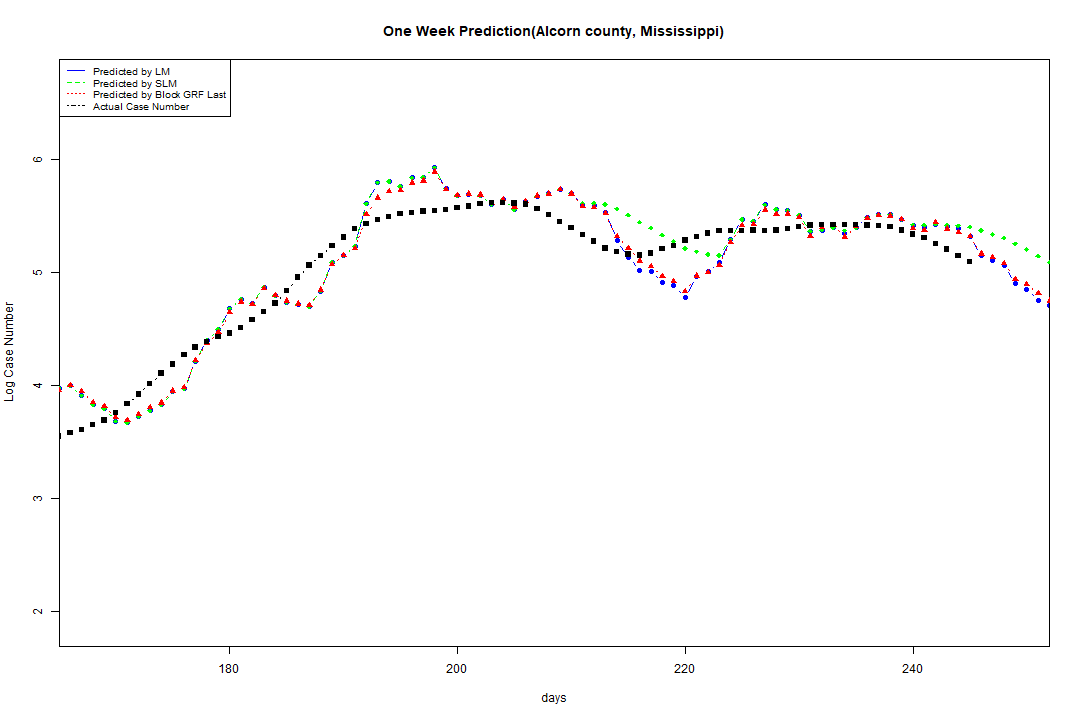 One Week Prediction(Alcorn county, Mississippi)
Predicted by LM
Predicted by SLM
Predicted by Block GRF Last
Actual Case Number
6
5
4
3
2
Log Case Number
180 200 220 240
days